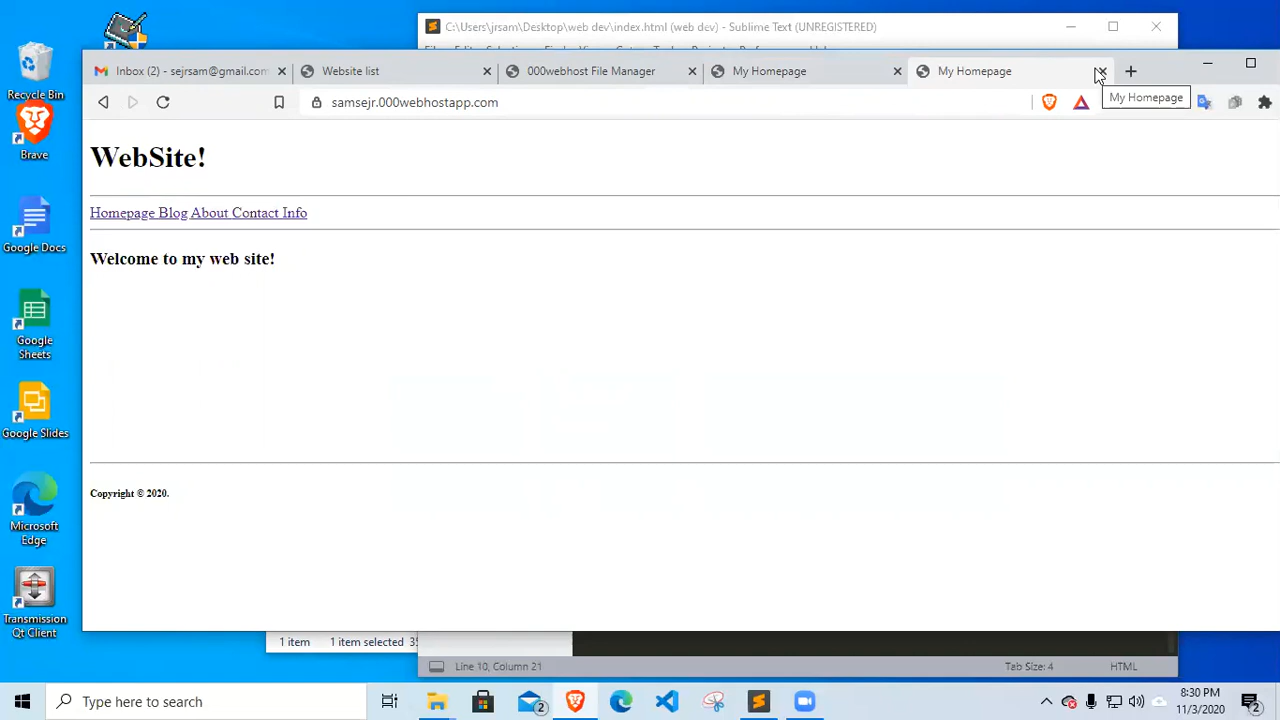 C:\Users\jrsam\Desktop\web dev\index.html (web dev) - Sublime Text (UNREGISTERED)
Inbox (2) - sejrsam@gmail.com
Website list
000webhost File Manager
My Homepage
My Homepage
samsejr.000webhostapp.com
My Homepage
WebSite!
Homepage Blog About Contact Info
Welcome to my web site!
Copyright © 2020.
Recycle Bin
Brave
Google Docs
Google
Sheets
Google Slides
Microsoft
Edge
Transmission
Qt Client
1 item 1 item selected
Line 10, Column 21
Tab Size: 4
HTML
Type here to search
2
8:30 PM
11/3/2020
2